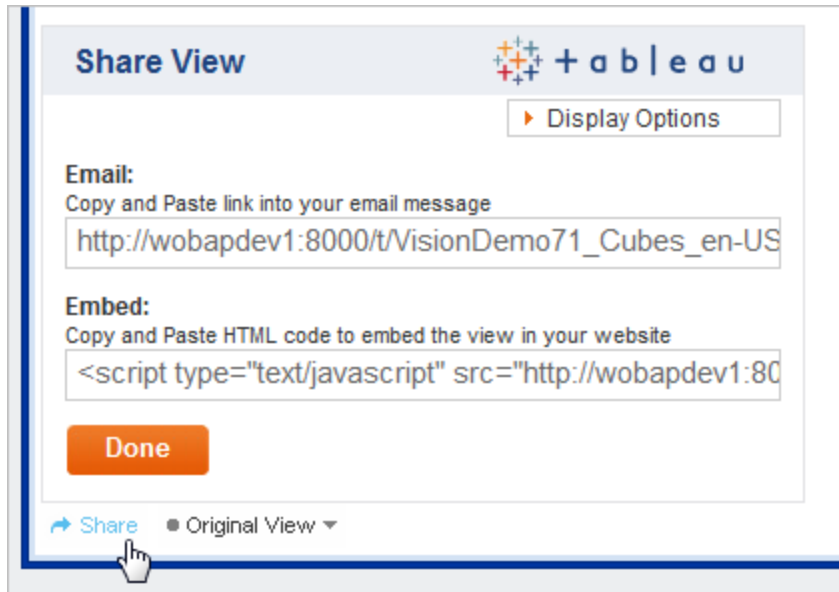 Share View
+ a b l e a u
Display Options
Email:
Copy and Paste link into your email message
http://wobapdev1:8000/t/VisionDemo71_Cubes_en-US
Embed:
Copy and Paste HTML code to embed the view in your website
<script type="text/javascript" src="http://wobapdev1:80
Done
Share Original View